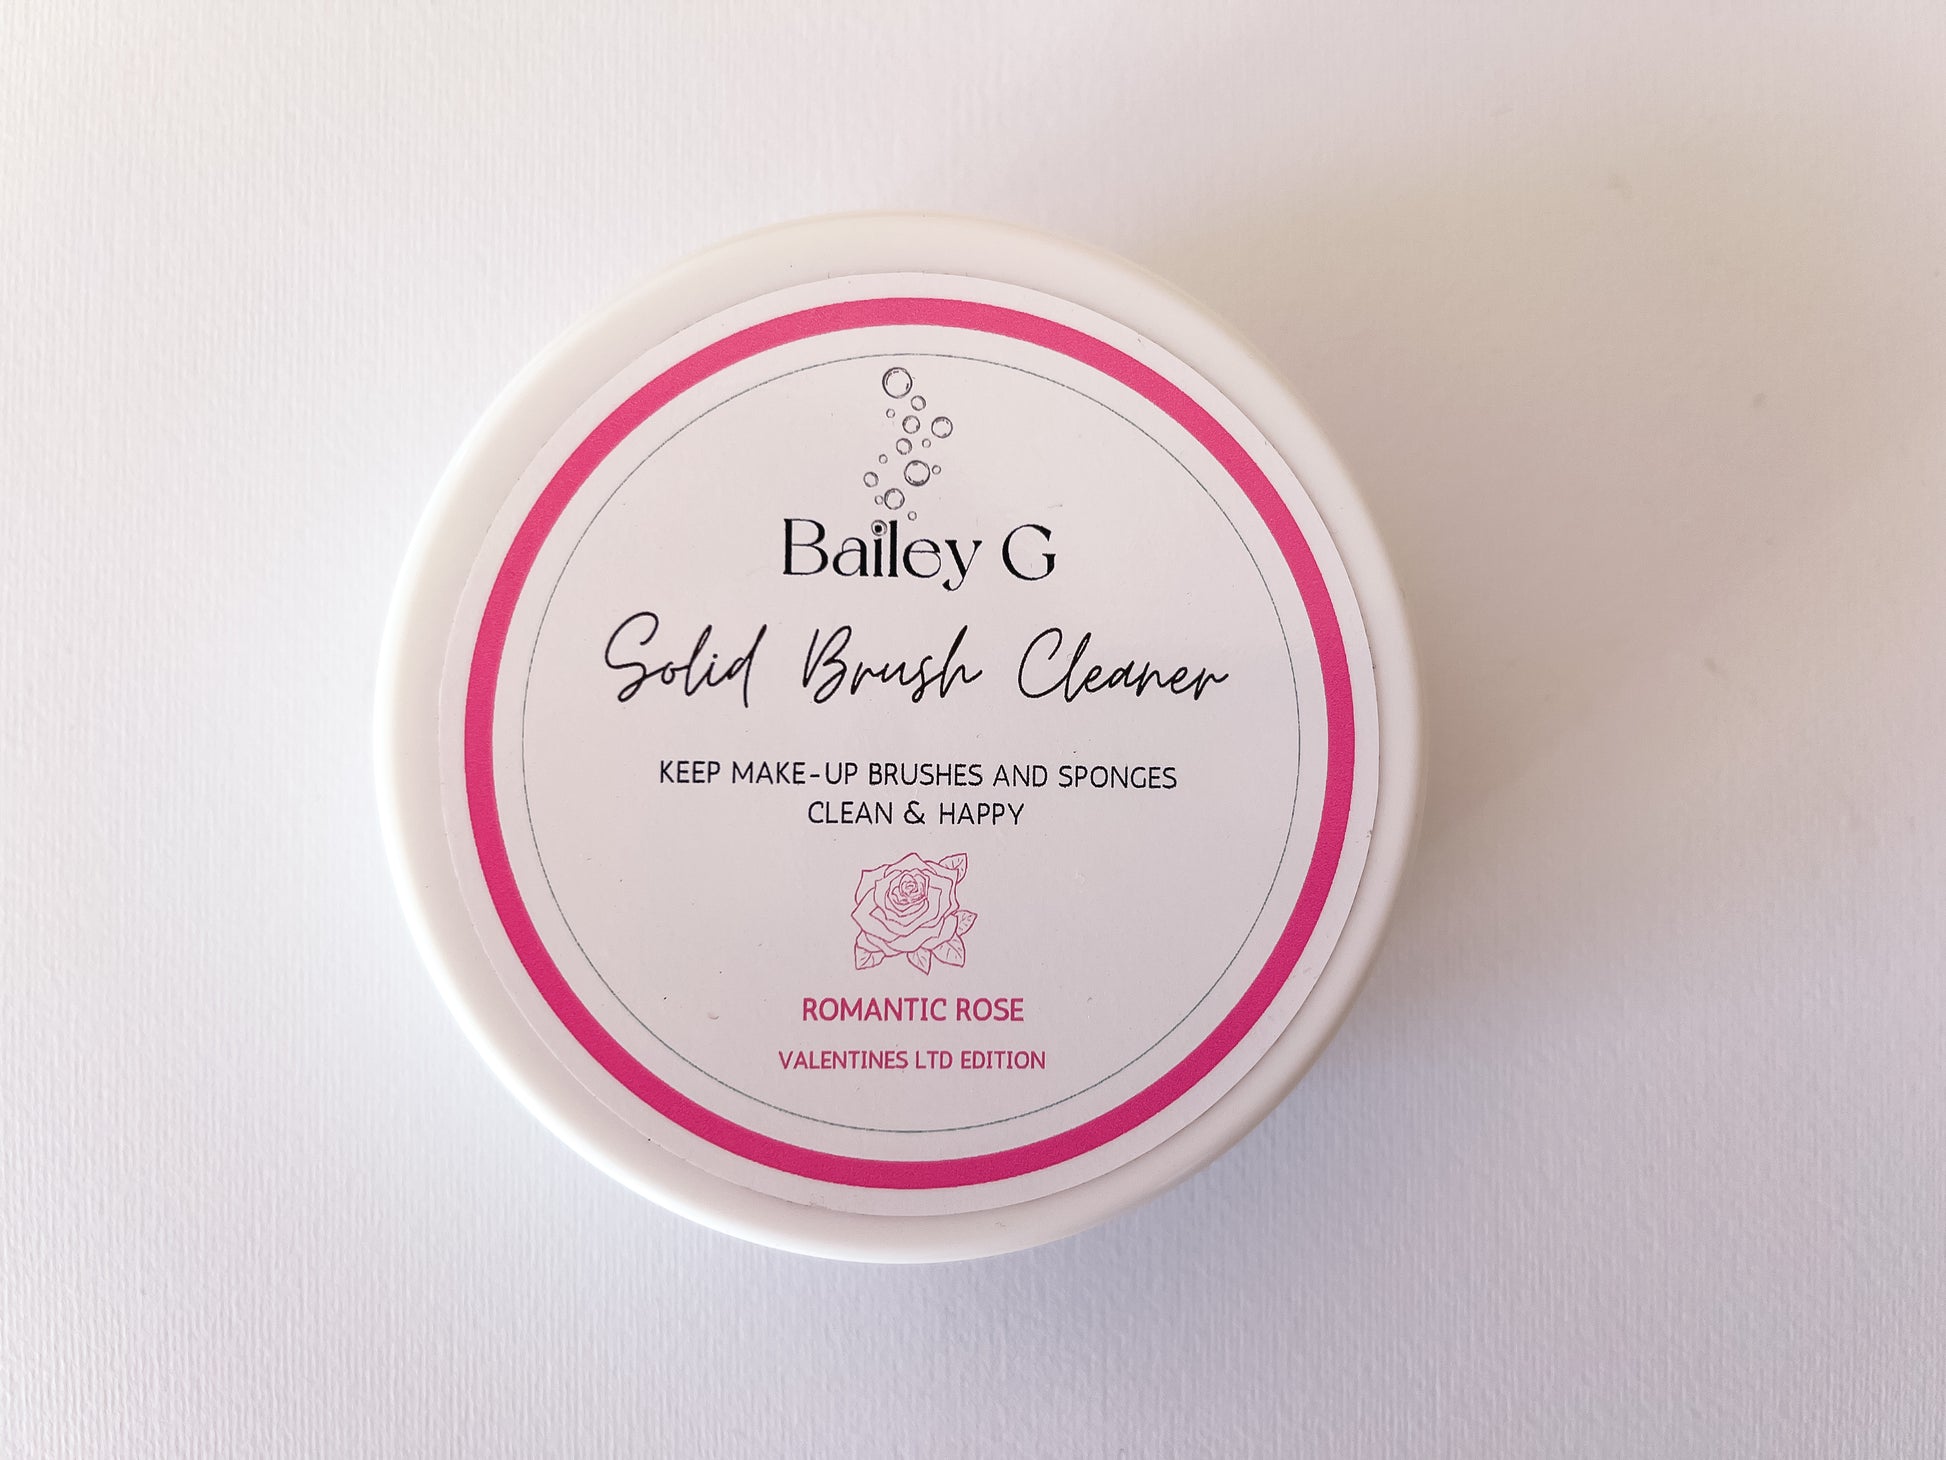 Bailey G
Solid Brush Cleaner
KEEP MAKE-UP BRUSHES AND SPONGES
CLEAN & HAPPY
ROMANTIC ROSE
VALENTINES LTD EDITION